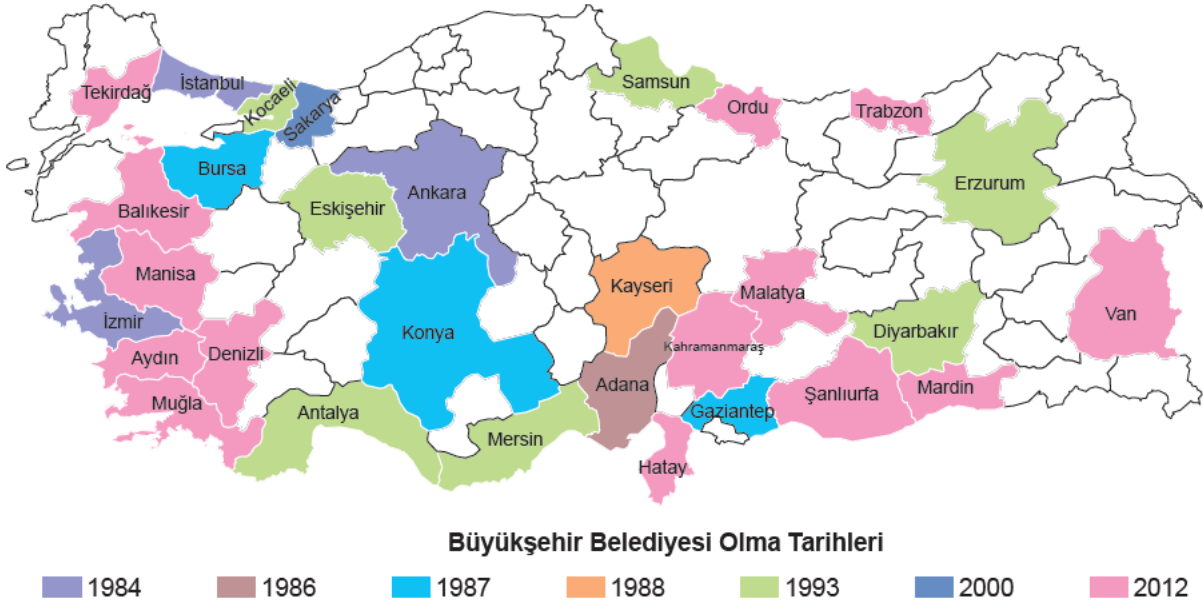 Tekirdağ
İstanbul
Kocaeli
Sakarya
Samsun
Ordu
Trabzon
Bursa
Ankara
Erzurum
Eskişehir
Balıkesir
Manisa
Kayseri
Malatya
Van
İzmir
Konya
Diyarbakır
Aydın
Denizli
Kahramanmaraş
Adana
Şanlıurfa
Mardin
Muğla
Antalya
Gaziantep
Mersin
Hatay
Büyükşehir Belediyesi Olma Tarihleri
1984 1986 1987 1988 1993 2000 2012